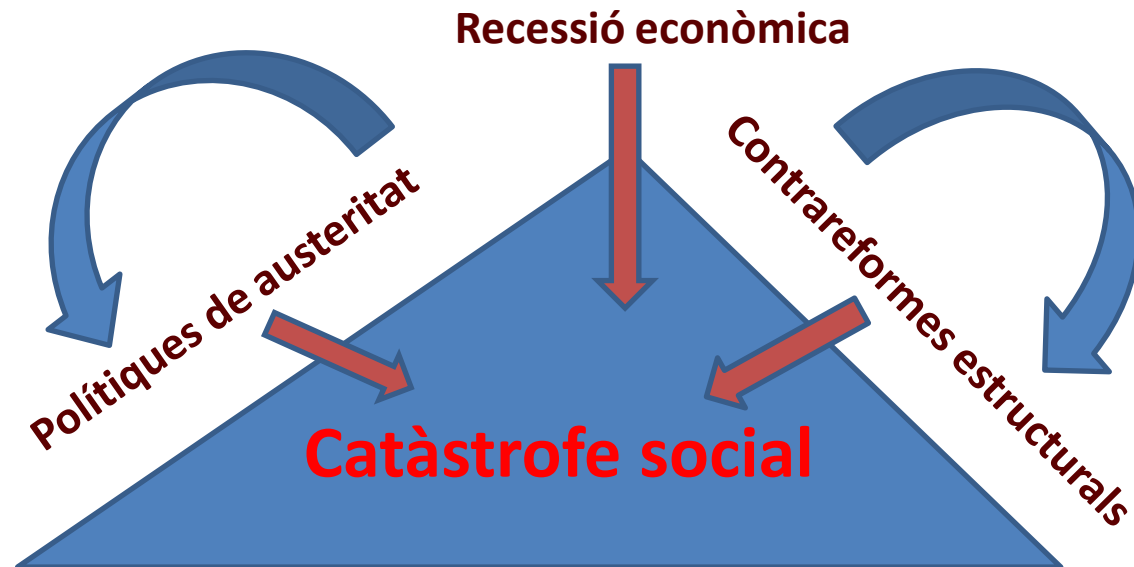 Recessió econòmica
Polítiques de austeritat
Contrareformes estructurals
Catàstrofe social